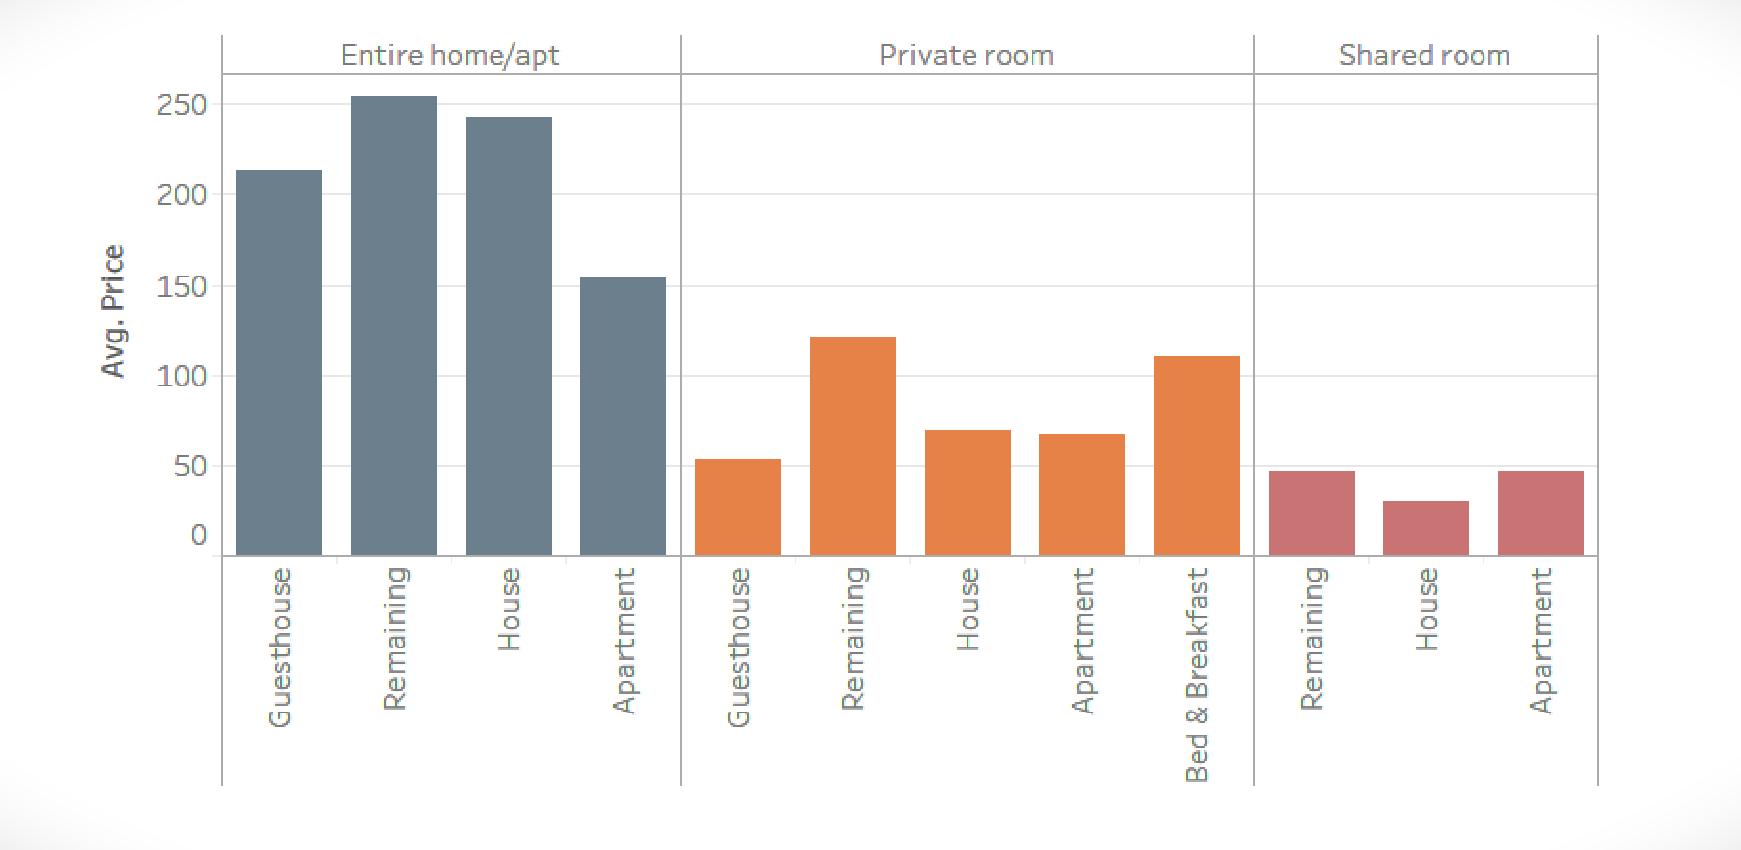 Entire home/apt
Private room
Shared room
250
200
150
100
50
0
Avg. Price
Guesthouse
Remaining
House
Apartment
Guesthouse
Remaining
House
Apartment
Bed & Breakfast
Remaining
House
Apartment